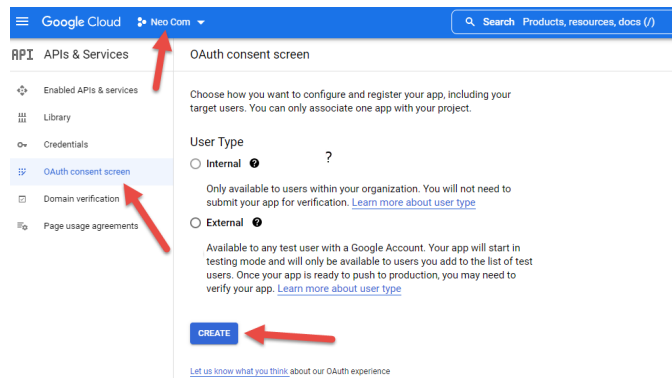 Google Cloud Neo Com Search Products, resources, docs (/)
API APIs & Services
OAuth consent screen
Enabled APIs & services
Library
Credentials
OAuth consent screen
Domain verification
Page usage agreements
Choose how you want to configure and register your app, including your
target users. You can only associate one app with your project.
User Type
?
Internal ?
Only available to users within your organization. You will not need to
submit your app for verification. Learn more about user type
External ?
Available to any test user with a Google Account. Your app will start in
testing mode and will only be available to users you add to the list of test
users. Once your app is ready to push to production, you may need to
verify your app. Learn more about user type
CREATE
Let us know what you think about our OAuth experience